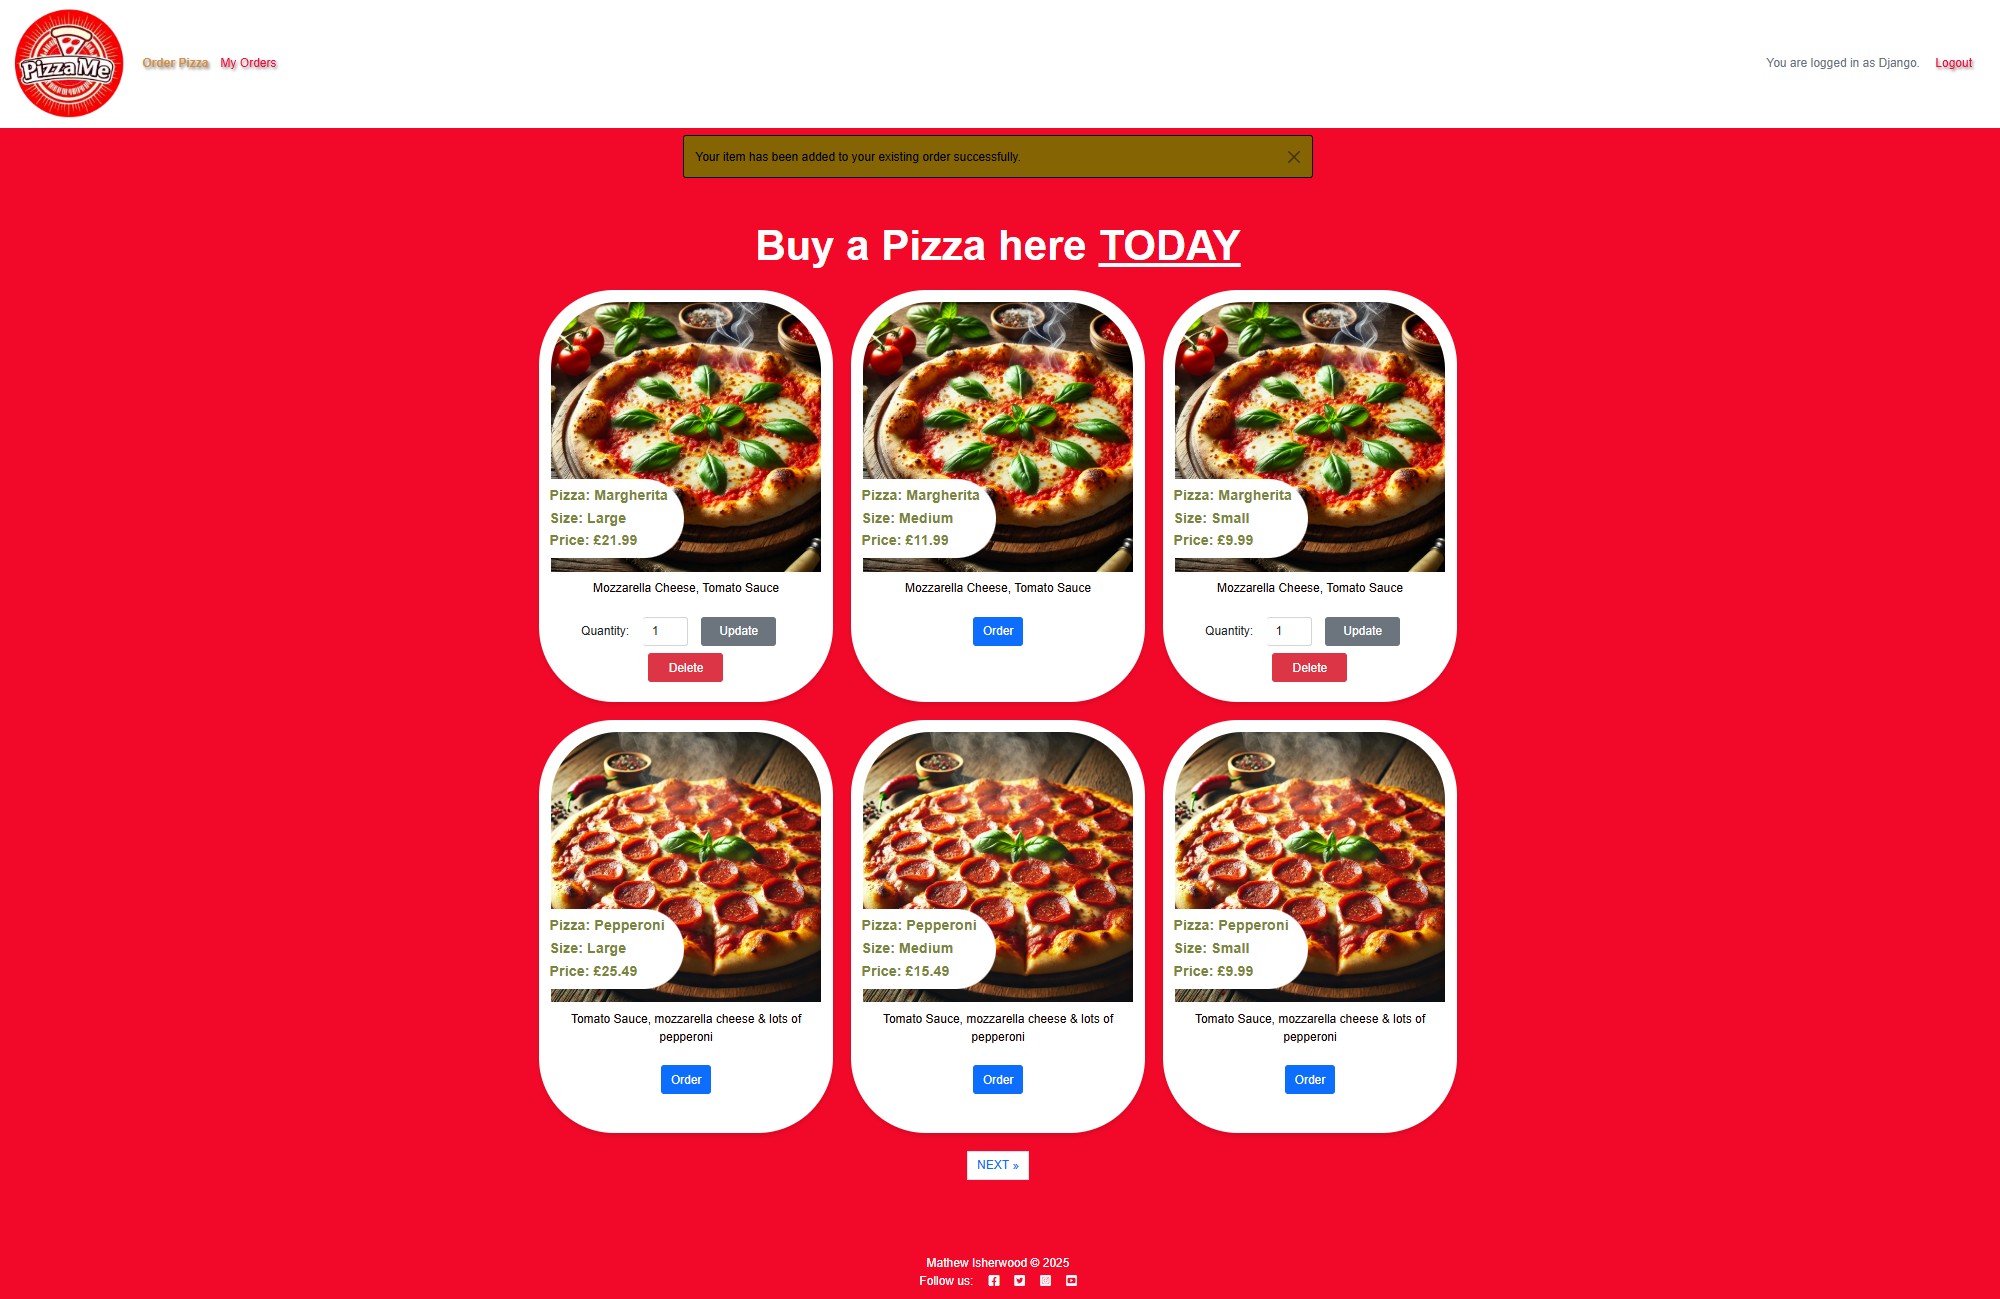 PizzaMe
Order Pizza My Orders
You are logged in as Django. Logout
Your item has been added to your existing order successfully.
Buy a Pizza here TODAY
Pizza: Margherita
Size: Large
Price: £21.99
Mozzarella Cheese, Tomato Sauce
Quantity: 1 Update
Delete
Pizza: Margherita
Size: Medium
Price: £11.99
Mozzarella Cheese, Tomato Sauce
Order
Pizza: Margherita
Size: Small
Price: £9.99
Mozzarella Cheese, Tomato Sauce
Quantity: 1 Update
Delete
Pizza: Pepperoni
Size: Large
Price: £25.49
Tomato Sauce, mozzarella cheese & lots of
pepperoni
Order
Pizza: Pepperoni
Size: Medium
Price: £15.49
Tomato Sauce, mozzarella cheese & lots of
pepperoni
Order
Pizza: Pepperoni
Size: Small
Price: £9.99
Tomato Sauce, mozzarella cheese & lots of
pepperoni
Order
NEXT »
Mathew Isherwood © 2025
Follow us: